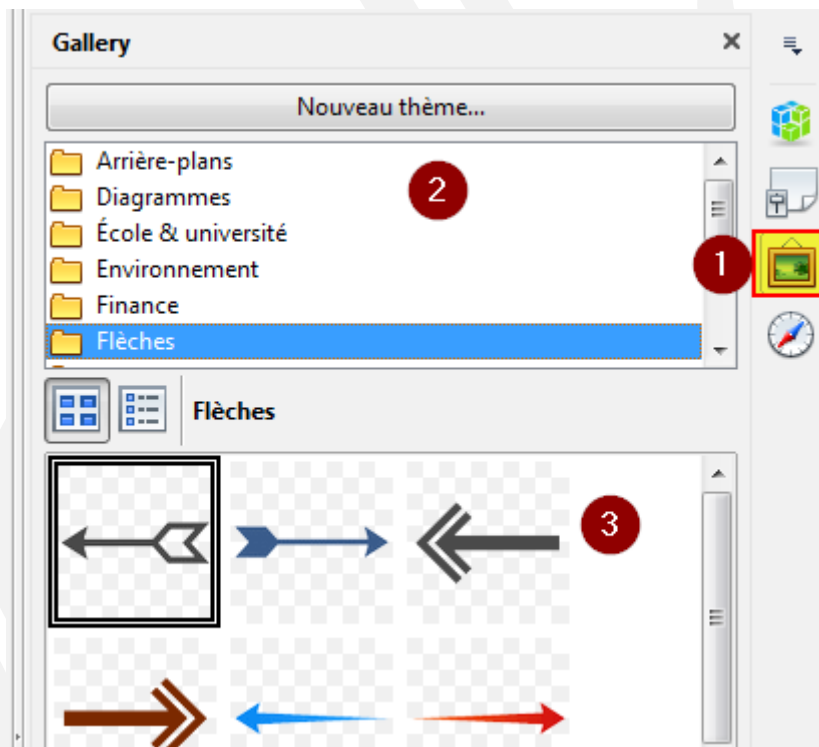 Gallery
Nouveau thème...
Arrière-plans
2
Diagrammes
École & université
Environnement
1
Finance
Flèches
Flèches
3